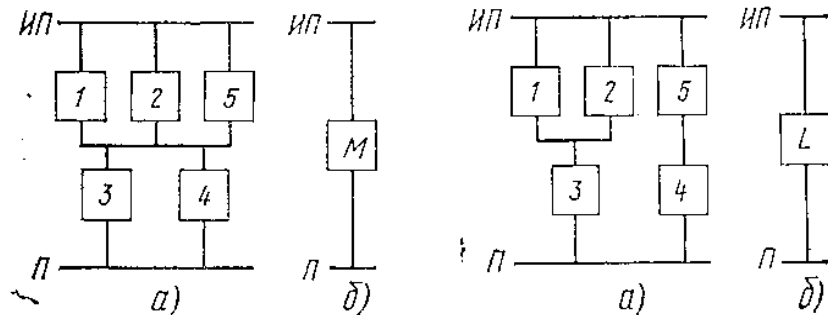 ИП ИП ИП ИП
1 2 5 1 2 5
М L
3 4 3 4
П П П П
а) б) а) б)